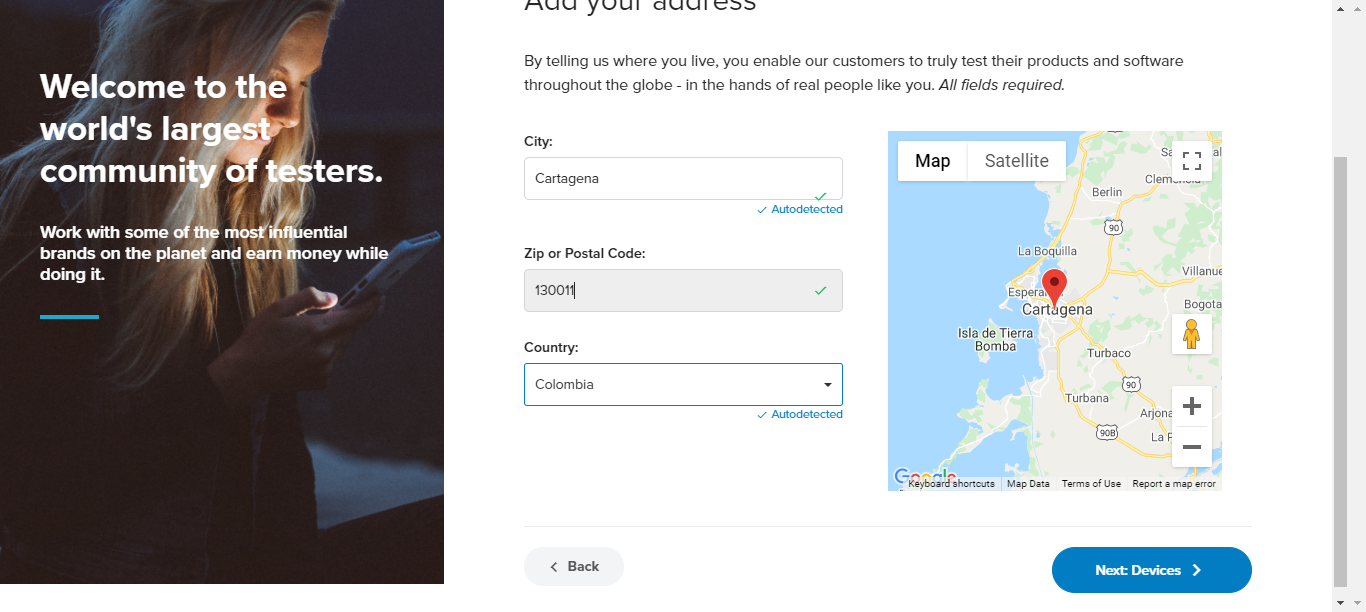 Add your address
Welcome to the
world's largest
community of testers.
Work with some of the most influential
brands on the planet and earn money while
doing it.
By telling us where you live, you enable our customers to truly test their products and software
throughout the globe - in the hands of real people like you. All fields required.
City:
Cartagena
Autodetected
Zip or Postal Code:
130011
Country:
Colombia
Autodetected
Map
Satellite
Berlin
90
La Boquilla
Villanue
Cartagena
Bogota
Isla de Tierra
Bomba
Turbaco
90
Turbana
Arjona
90B
Google
Keyboard shortcuts
Map Data
Terms of Use
Report a map error
Back
Next: Devices